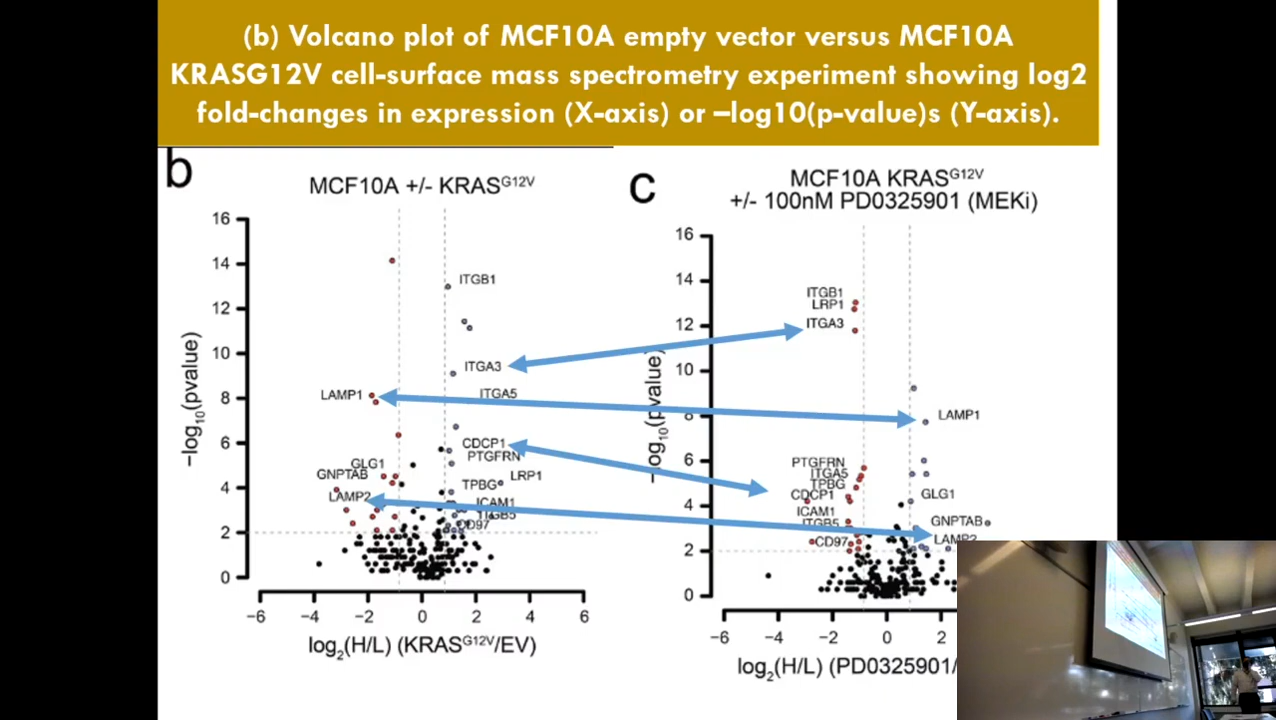 (b) Volcano plot of MCF10A empty vector versus MCF10A
KRASG12V cell-surface mass spectrometry experiment showing log2
fold-changes in expression (X-axis) or –log10(p-value)s (Y-axis).
b
MCF10A +/- KRASG12V
16
14
12
10
8
6
4
2
0
−log10(pvalue)
ITGB1
ITGA3
LAMP1
ITGA5
CDCP1
PTGFRN
GLG1
GNPTAB
LRP1
TPBG
LAMP2
ICAM1
ITGB5
CD97
−6
−4
−2
0
2
4
6
log2(H/L) (KRASG12V/EV)
c
MCF10A KRASG12V
+/- 100nM PD0325901 (MEKi)
16
14
12
10
8
6
4
2
0
−log10(pvalue)
ITGB1
LRP1
ITGA3
LAMP1
PTGFRN
ITGA5
TPBG
CDCP1
GLG1
ICAM1
ITGB5
GNPTAB
CD97
LAMP2
−6
−4
−2
0
2
log2(H/L) (PD0325901/